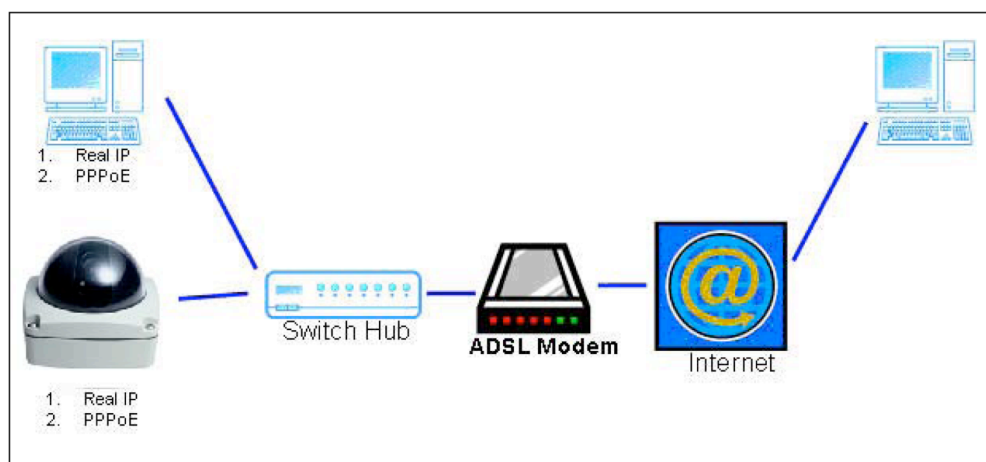 1. Real IP
2. PPPoE
Switch Hub
ADSL Modem
Internet
1. Real IP
2. PPPoE